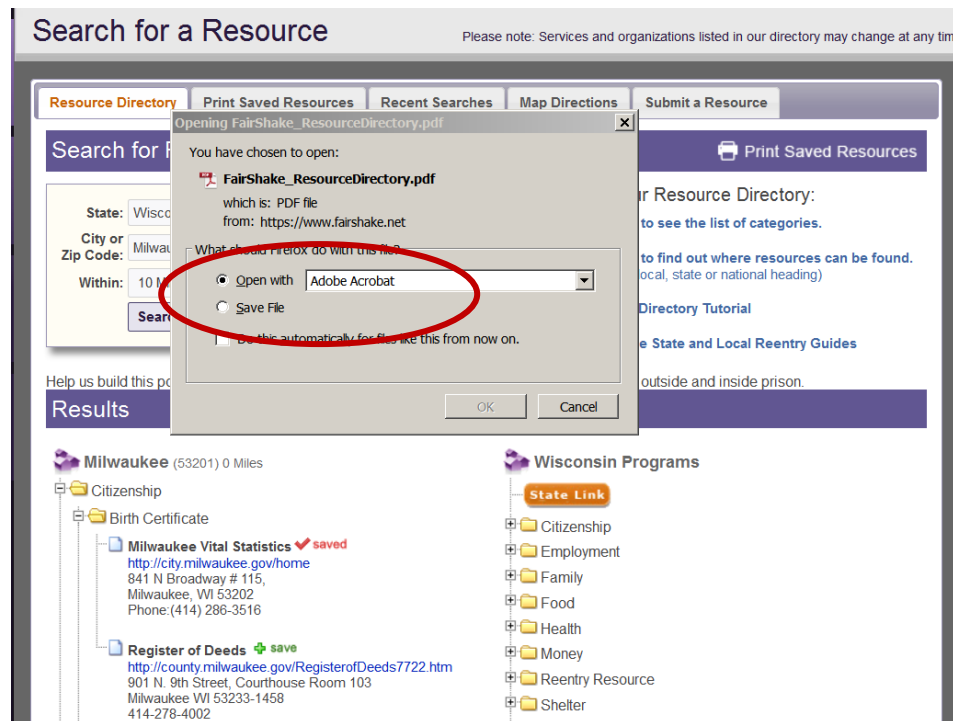 Search for a Resource
Please note: Services and organizations listed in our directory may change at any tim
Resource Directory
Print Saved Resources
Recent Searches
Map Directions
Submit a Resource
Opening FairShake_ResourceDirectory.pdf
Search for
Print Saved Resources
You have chosen to open:
FairShake_ResourceDirectory.pdf
which is: PDF file
from: https://www.fairshake.net
What should Firefox do with this file?
Open with Adobe Acrobat
Save File
Do this automatically for files like this from now on.
OK
Cancel
State: Wisco
City or
Zip Code: Milwau
Within: 10 M
Sear
ur Resource Directory:
to see the list of categories.
to find out where resources can be found.
ocal, state or national heading)
Directory Tutorial
e State and Local Reentry Guides
Help us build this po
outside and inside prison.
Results
Milwaukee (53201) 0 Miles
Citizenship
Birth Certificate
Milwaukee Vital Statistics saved
http://city.milwaukee.gov/home
841 N Broadway # 115,
Milwaukee, WI 53202
Phone:(414) 286-3516
Register of Deeds save
http://county.milwaukee.gov/RegisterofDeeds7722.htm
901 N. 9th Street, Courthouse Room 103
Milwaukee WI 53233-1458
414-278-4002
Wisconsin Programs
State Link
Citizenship
Employment
Family
Food
Health
Money
Reentry Resource
Shelter